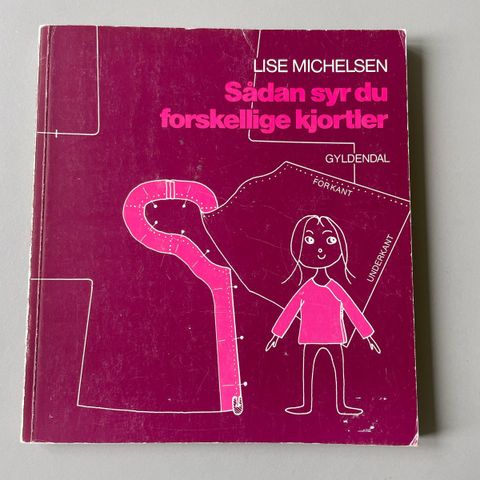 LISE MICHELSEN
Sådan syr du
forskellige kjortler
GYLDENDAL
FORKANT
UNDERKANT